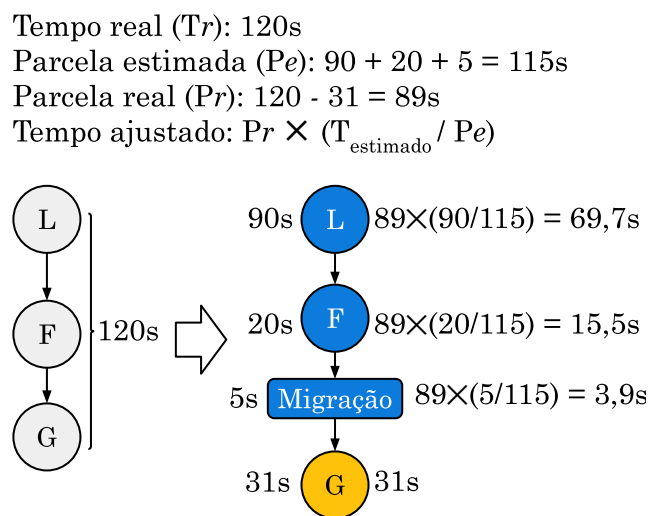 Tempo real (Tr): 120s
Parcela estimada (Pe): 90 + 20 + 5 = 115s
Parcela real (Pr): 120 - 31 = 89s
Tempo ajustado: Pr × (T_estimado / Pe)
L
F
G
120s
90s L 89×(90/115) = 69,7s
20s F 89×(20/115) = 15,5s
5s Migração 89×(5/115) = 3,9s
31s G 31s